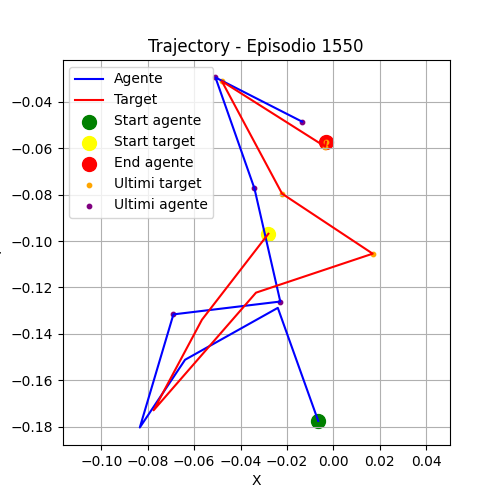 Trajectory - Episodio 1550
Agente
Target
Start agente
Start target
End agente
Ultimi target
Ultimi agente
−0.04
−0.06
−0.08
−0.10
−0.12
−0.14
−0.16
−0.18
−0.10 −0.08 −0.06 −0.04 −0.02 0.00 0.02 0.04
X